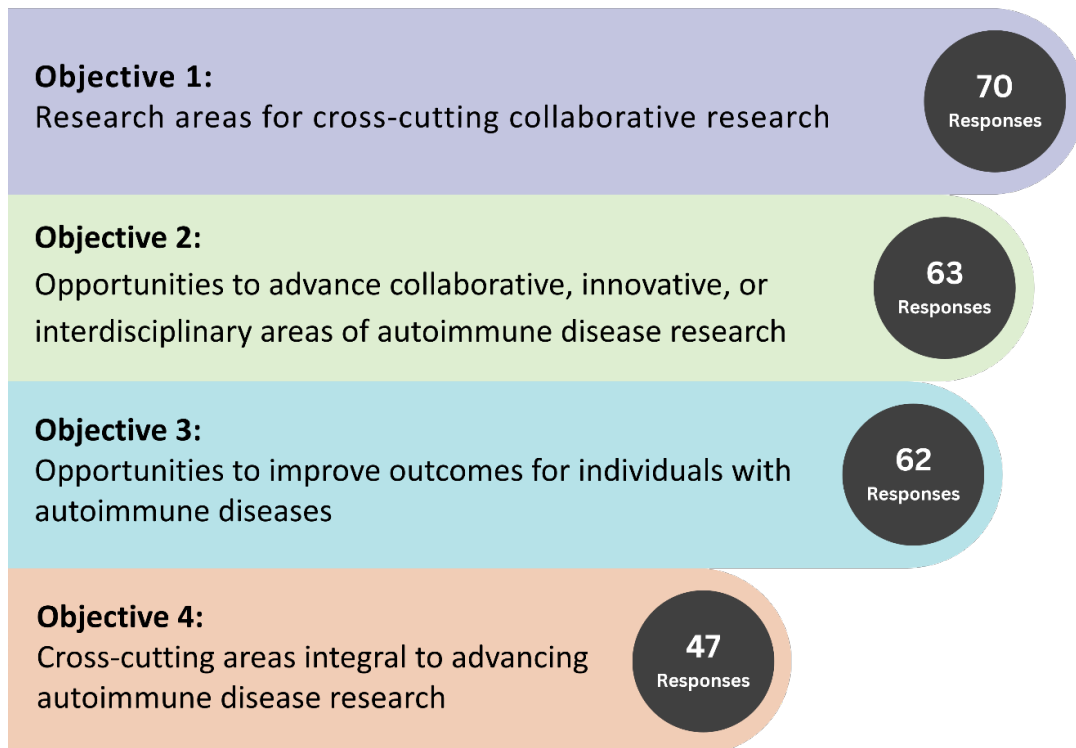 Objective 1:
Research areas for cross-cutting collaborative research
70
Responses
Objective 2:
Opportunities to advance collaborative, innovative, or
interdisciplinary areas of autoimmune disease research
63
Responses
Objective 3:
Opportunities to improve outcomes for individuals with
autoimmune diseases
62
Responses
Objective 4:
Cross-cutting areas integral to advancing
autoimmune disease research
47
Responses